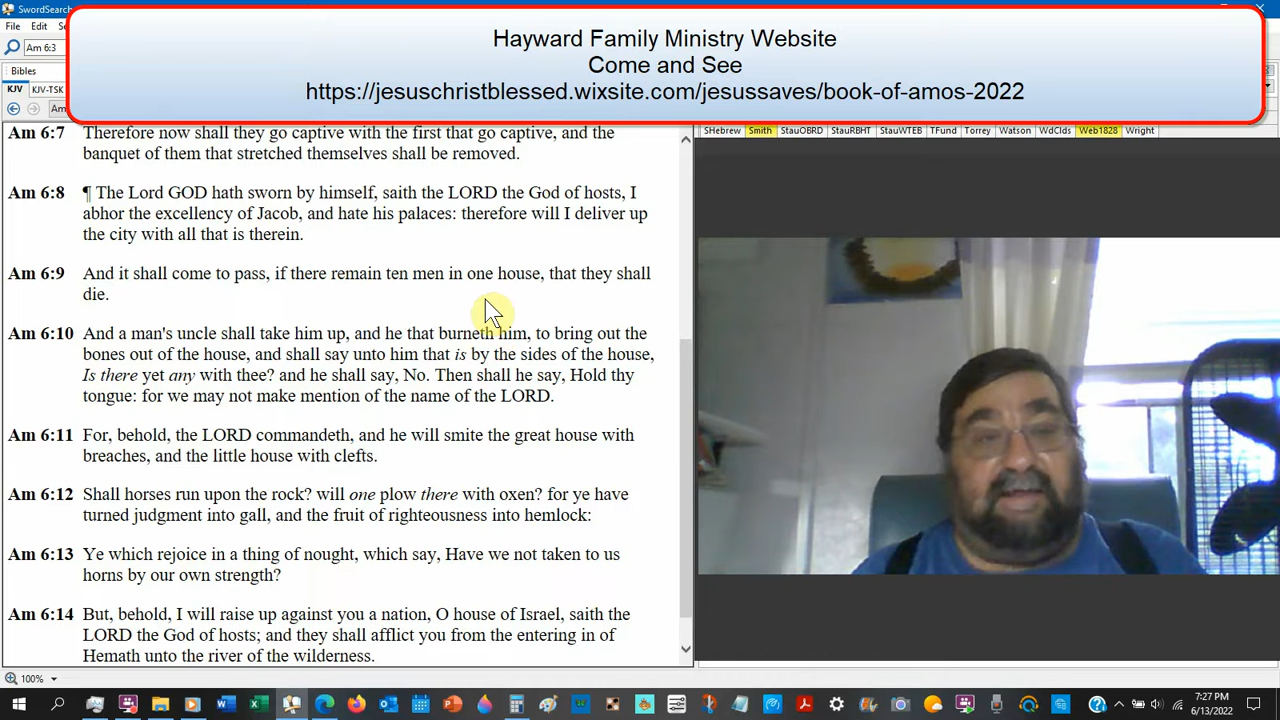 SwordSearch
File Edit Se
Am 6:3
Bibles
KJV KJV-TSK
Am
Hayward Family Ministry Website
Come and See
https://jesuschristblessed.wixsite.com/jesussaves/book-of-amos-2022
SHebrew Smith StauOBRD StauRBHT StauWTEB TFund Torrey Watson WdClds Web1828 Wright
Am 6:7 Therefore now shall they go captive with the first that go captive, and the
banquet of them that stretched themselves shall be removed.
Am 6:8 ¶ The Lord GOD hath sworn by himself, saith the LORD the God of hosts, I
abhor the excellency of Jacob, and hate his palaces: therefore will I deliver up
the city with all that is therein.
Am 6:9 And it shall come to pass, if there remain ten men in one house, that they shall
die.
Am 6:10 And a man's uncle shall take him up, and he that burneth him, to bring out the
bones out of the house, and shall say unto him that is by the sides of the house,
Is there yet any with thee? and he shall say, No. Then shall he say, Hold thy
tongue: for we may not make mention of the name of the LORD.
Am 6:11 For, behold, the LORD commandeth, and he will smite the great house with
breaches, and the little house with clefts.
Am 6:12 Shall horses run upon the rock? will one plow there with oxen? for ye have
turned judgment into gall, and the fruit of righteousness into hemlock:
Am 6:13 Ye which rejoice in a thing of nought, which say, Have we not taken to us
horns by our own strength?
Am 6:14 But, behold, I will raise up against you a nation, O house of Israel, saith the
LORD the God of hosts; and they shall afflict you from the entering in of
Hemath unto the river of the wilderness.
100%
7:27 PM
6/13/2022